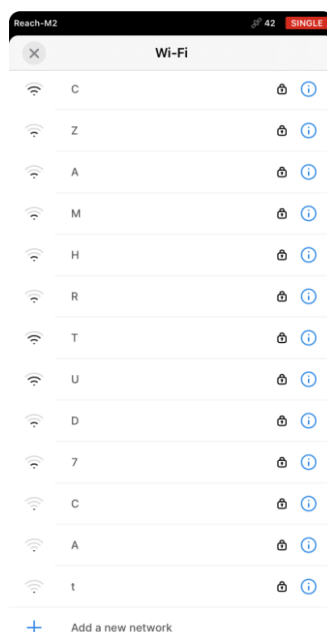 Reach-M2 42 SINGLE
Wi-Fi
C
Z
A
M
H
R
T
U
D
7
C
A
t
Add a new network